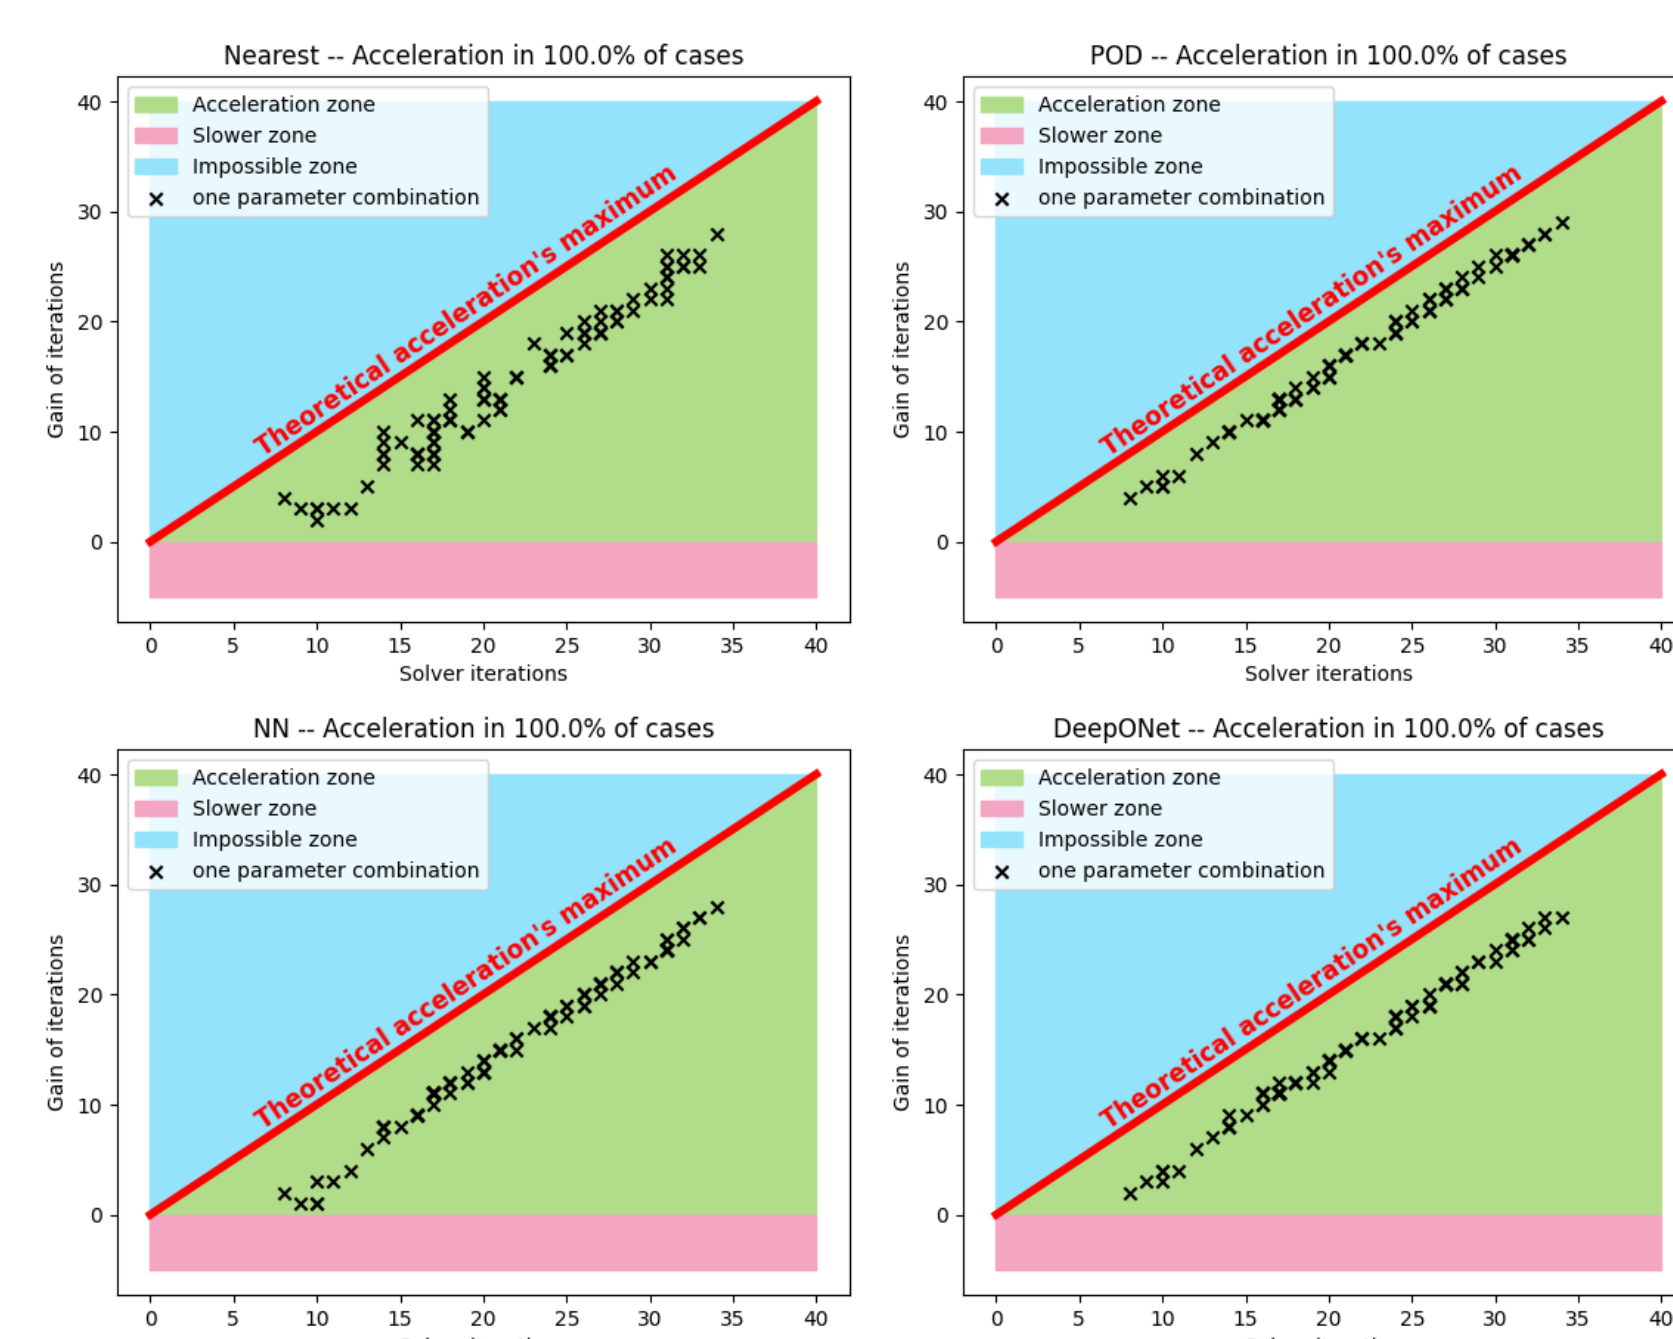 Nearest -- Acceleration in 100.0% of cases
Acceleration zone
Slower zone
Impossible zone
one parameter combination
Theoretical acceleration's maximum
Gain of iterations
40
30
20
10
0
0 5 10 15 20 25 30 35 40
Solver iterations
POD -- Acceleration in 100.0% of cases
Acceleration zone
Slower zone
Impossible zone
one parameter combination
Theoretical acceleration's maximum
Gain of iterations
40
30
20
10
0
0 5 10 15 20 25 30 35 40
Solver iterations
NN -- Acceleration in 100.0% of cases
Acceleration zone
Slower zone
Impossible zone
one parameter combination
Theoretical acceleration's maximum
Gain of iterations
40
30
20
10
0
0 5 10 15 20 25 30 35 40
DeepONet -- Acceleration in 100.0% of cases
Acceleration zone
Slower zone
Impossible zone
one parameter combination
Theoretical acceleration's maximum
Gain of iterations
40
30
20
10
0
0 5 10 15 20 25 30 35 40